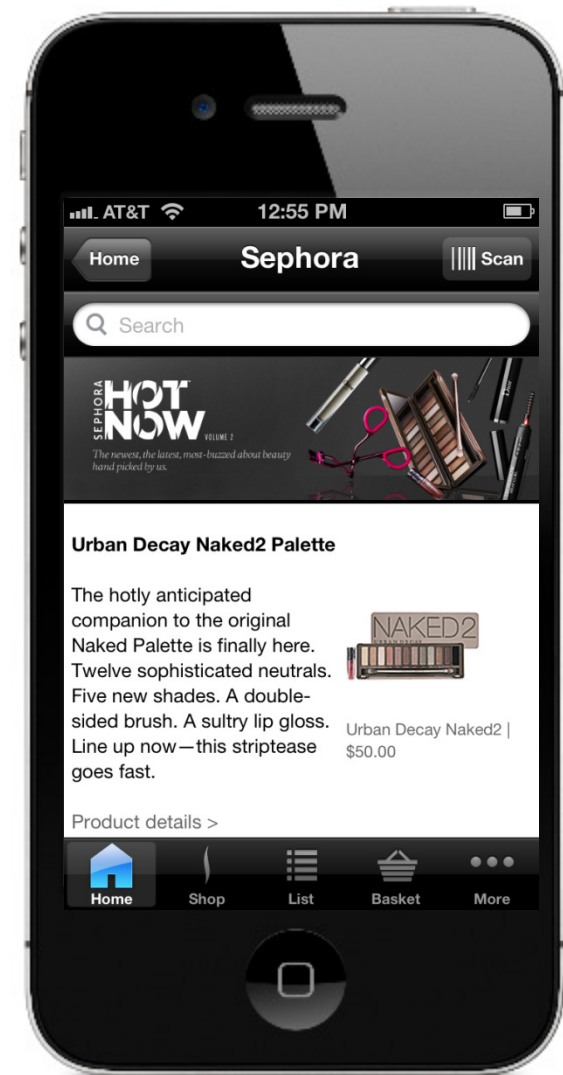 AT&T 12:55 PM
Home Sephora Scan
Search
SEPHORA
HOT
NOW VOLUME 2
The newest, the latest, most-buzzed about beauty
hand picked by us.
Urban Decay Naked2 Palette
The hotly anticipated
companion to the original
Naked Palette is finally here.
Twelve sophisticated neutrals.
Five new shades. A double-
sided brush. A sultry lip gloss.
Line up now—this striptease
goes fast.
NAKED2
URBAN DECAY
Urban Decay Naked2 |
$50.00
Product details >
Home Shop List Basket More